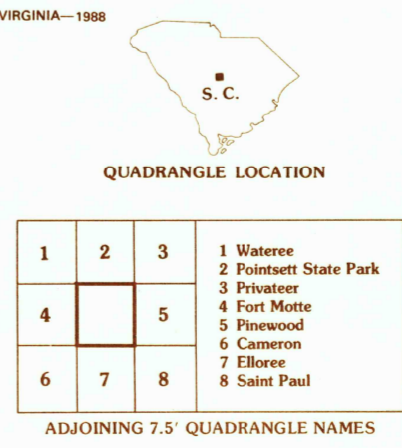 VIRGINIA—1988
S. C.
QUADRANGLE LOCATION
1 2 3
4 5
6 7 8
1 Wateree
2 Pointsett State Park
3 Privateer
4 Fort Motte
5 Pinewood
6 Cameron
7 Elloree
8 Saint Paul
ADJOINING 7.5′ QUADRANGLE NAMES